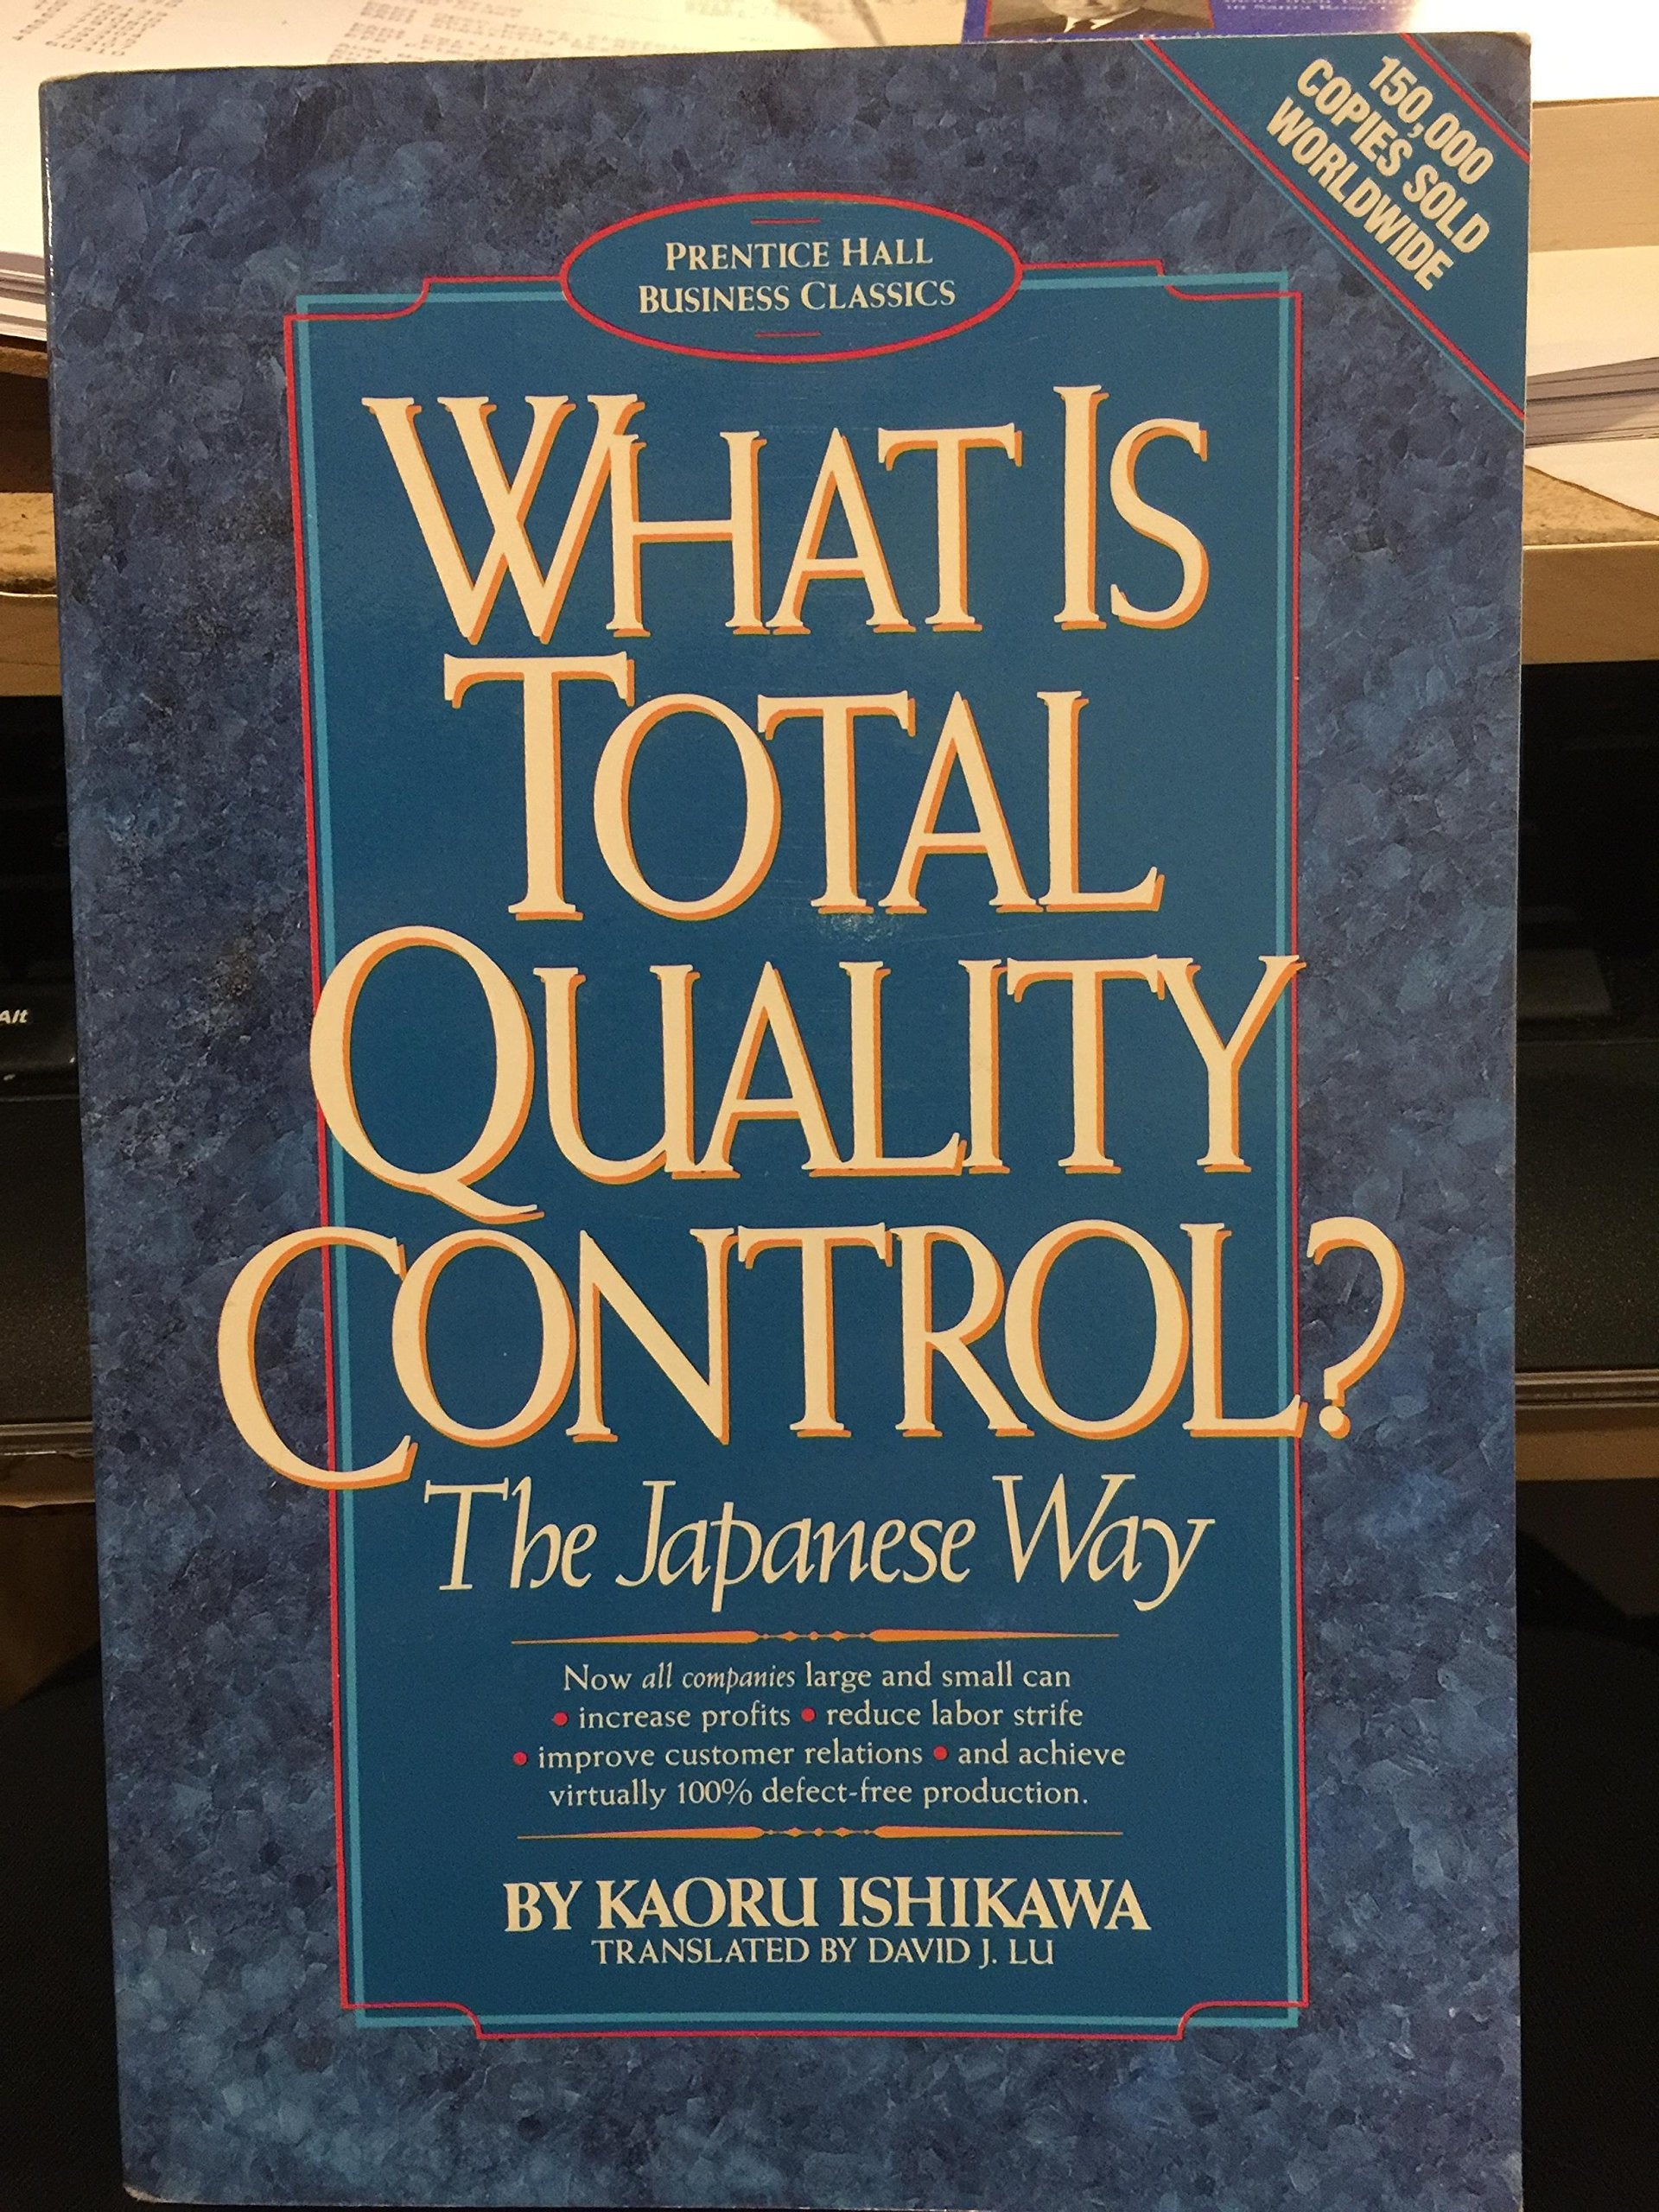 150,000
COPIES SOLD
WORLDWIDE
PRENTICE HALL
BUSINESS CLASSICS
WHAT IS
TOTAL
QUALITY
CONTROL?
The Japanese Way
Now all companies large and small can
• increase profits • reduce labor strife
• improve customer relations • and achieve
virtually 100% defect-free production.
BY KAORU ISHIKAWA
TRANSLATED BY DAVID J. LU
Alt